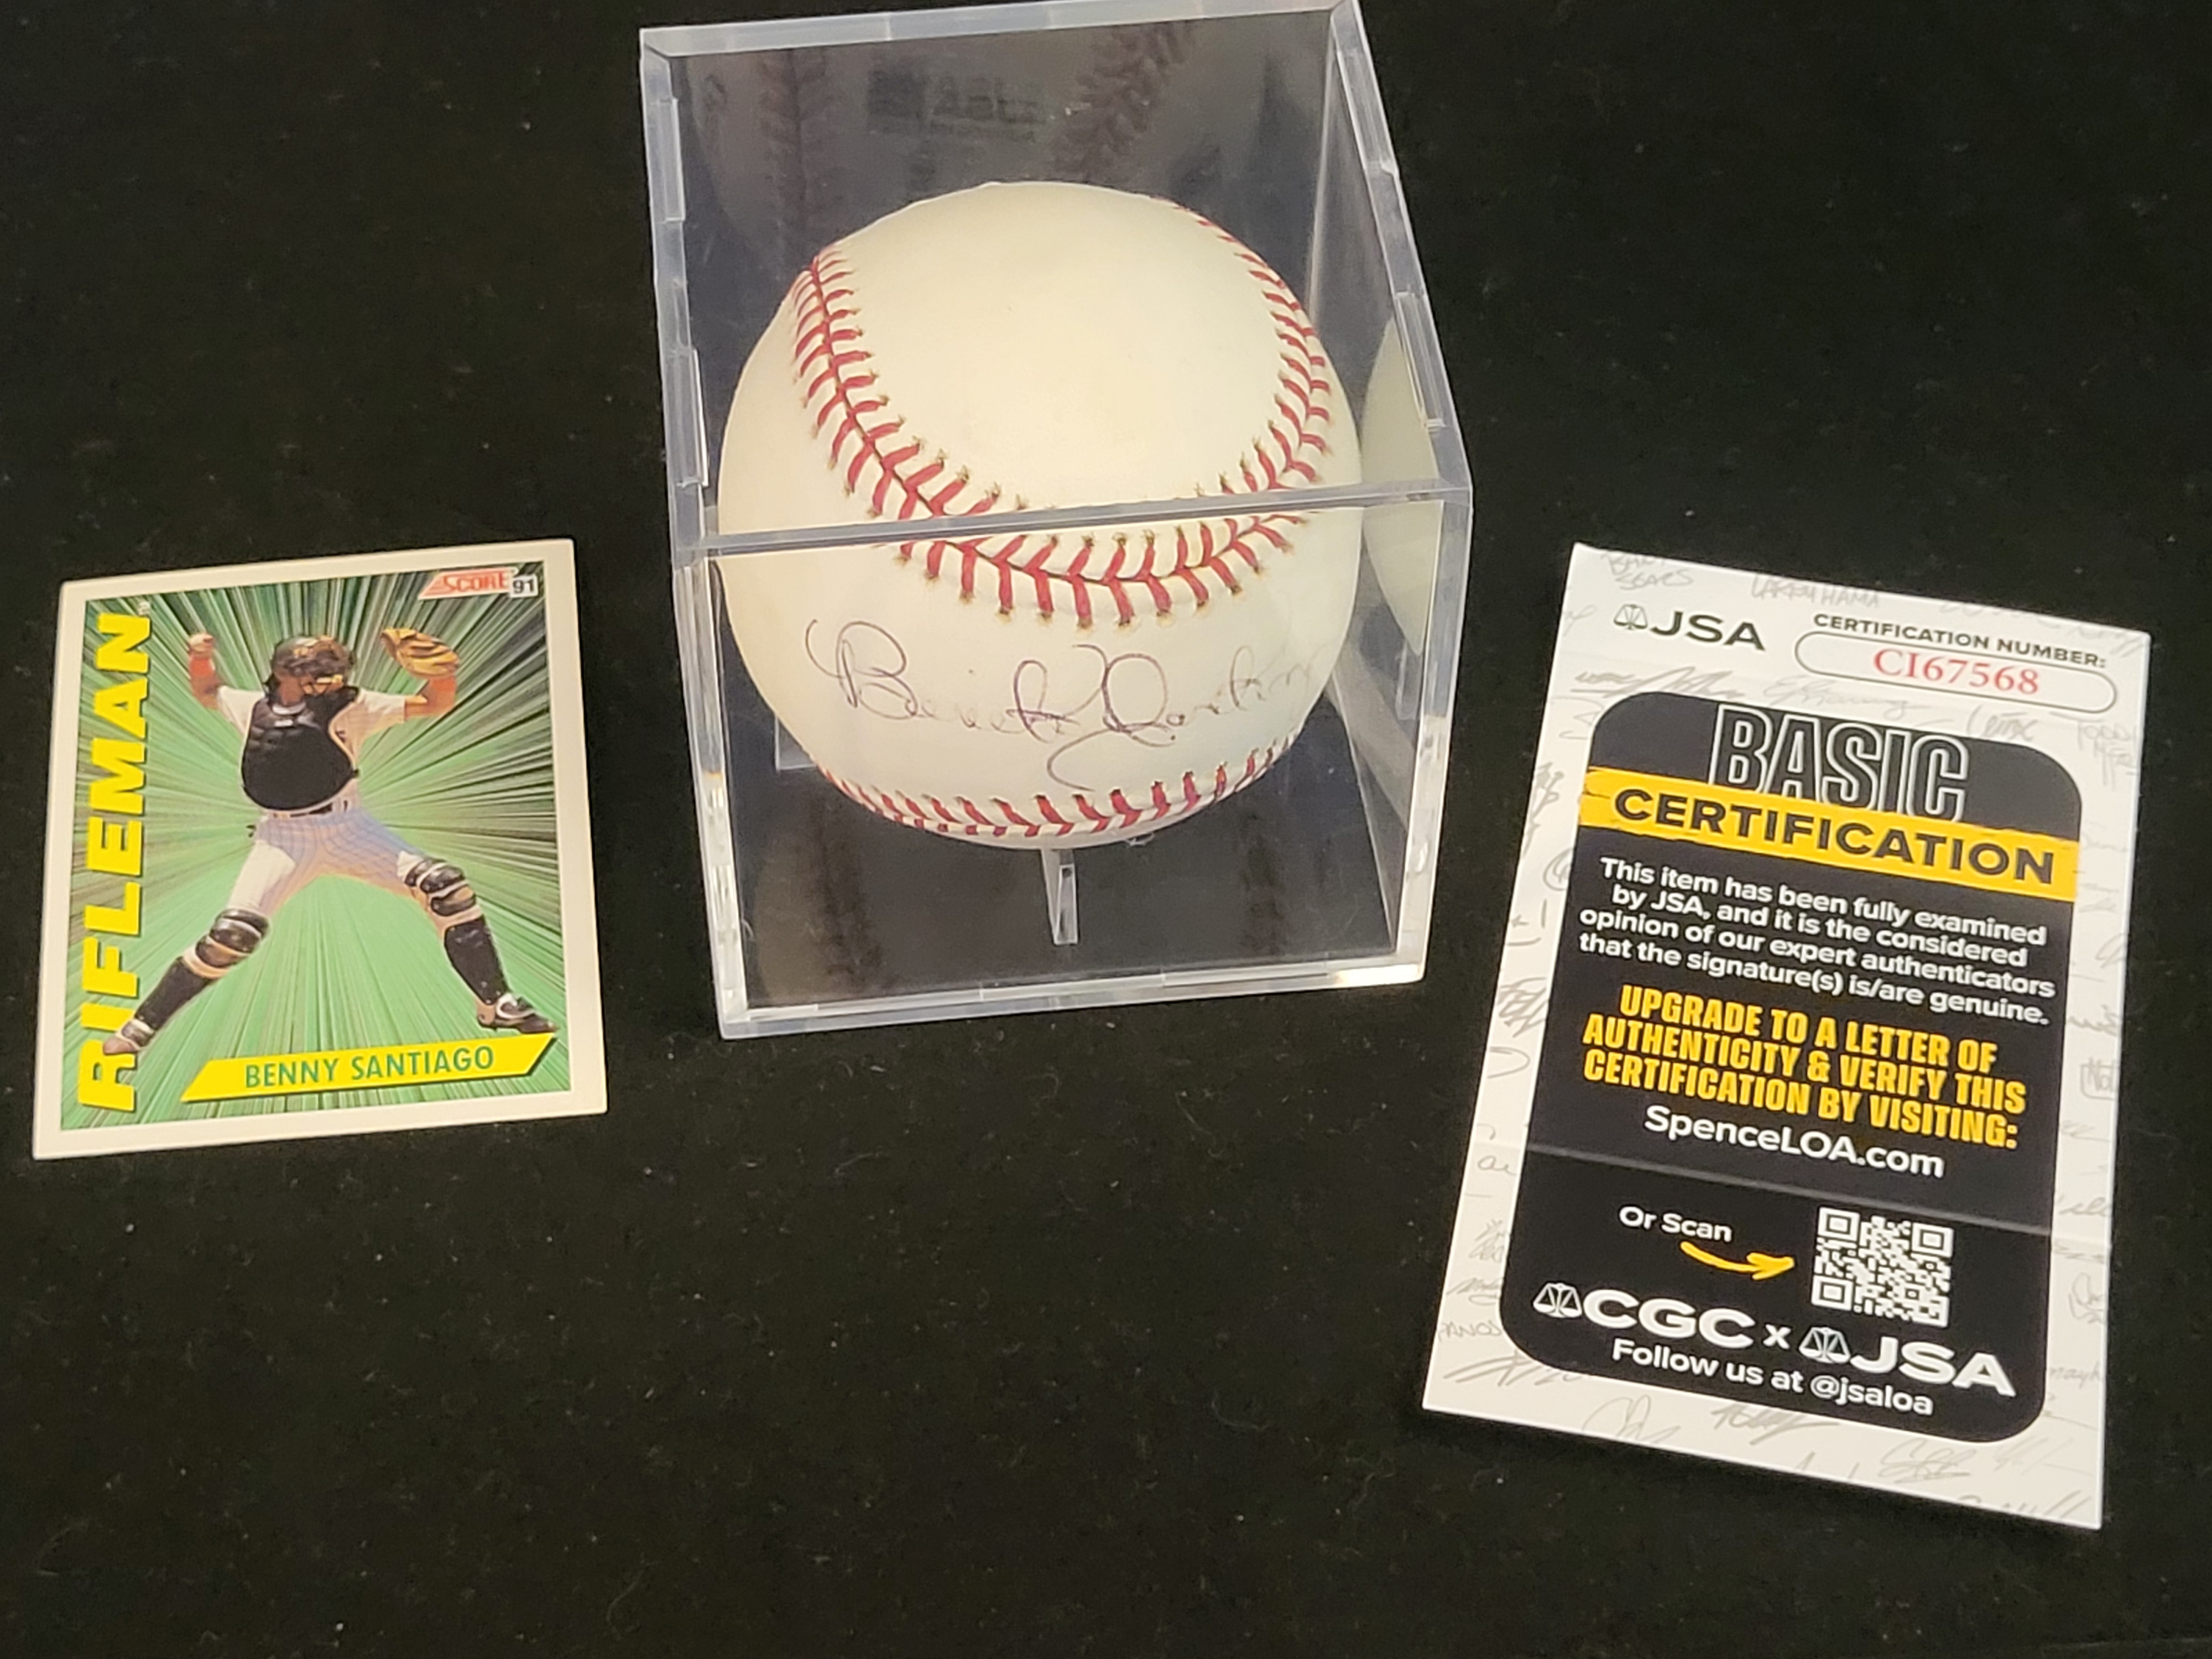 SCORE 91
RIFLEMAN
BENNY SANTIAGO
Benito Santiago
JSA
CERTIFICATION NUMBER:
CI67568
BASIC
CERTIFICATION
This item has been fully examined
by JSA, and it is the considered
opinion of our expert authenticators
that the signature(s) is/are genuine.
UPGRADE TO A LETTER OF
AUTHENTICITY & VERIFY THIS
CERTIFICATION BY VISITING:
SpenceLOA.com
Or Scan
CGC x JSA
Follow us at @jsaloa